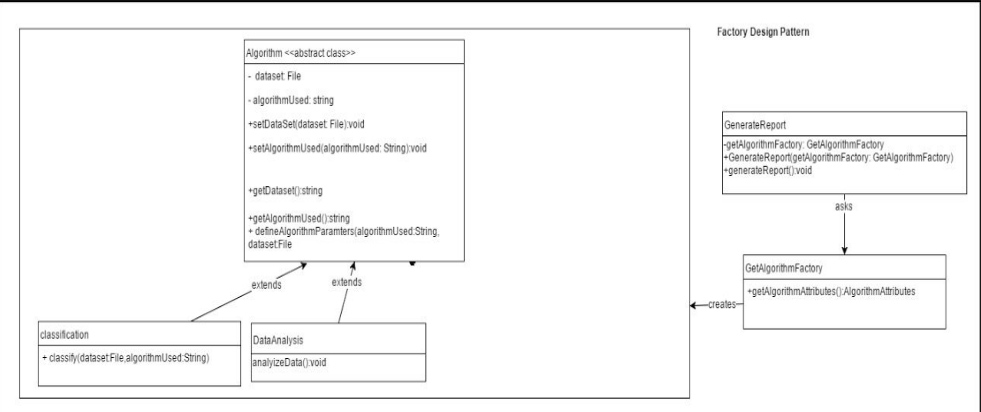 Factory Design Pattern
Algorithm <<abstract class>>
- dataset: File
- algorithmUsed: string
+setDataSet(dataset: File):void
+setAlgorithmUsed(algorithmUsed: String):void
+getDataset():string
+getAlgorithmUsed():string
+ defineAlgorithmParamters(algorithmUsed:String,
dataset:File
GenerateReport
-getAlgorithmFactory: GetAlgorithmFactory
+GenerateReport(getAlgorithmFactory: GetAlgorithmFactory)
+generateReport():void
asks
GetAlgorithmFactory
+getAlgorithmAttributes():AlgorithmAttributes
creates
extends
extends
classification
+ classify(dataset:File,algorithmUsed:String)
DataAnalysis
analyizeData():void